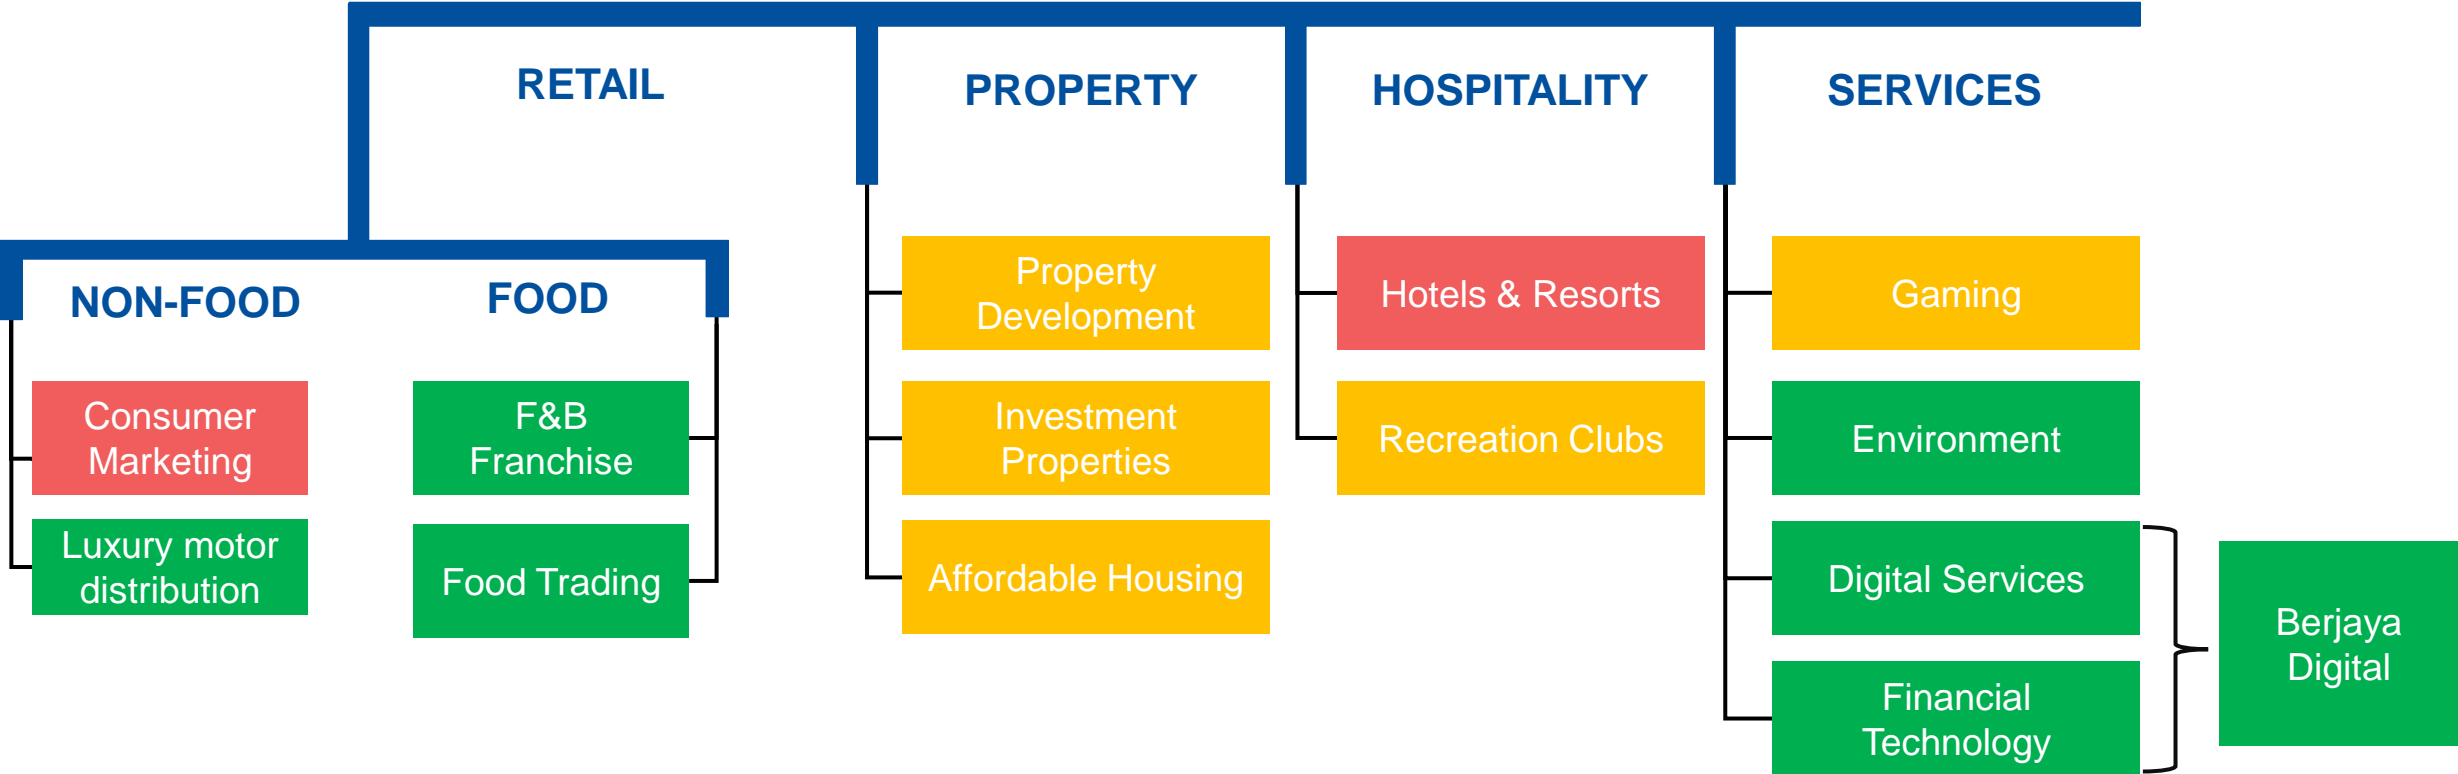 RETAIL
PROPERTY
HOSPITALITY
SERVICES
NON-FOOD
FOOD
Consumer
Marketing
Luxury motor
distribution
F&B
Franchise
Food Trading
Property
Development
Investment
Properties
Affordable Housing
Hotels & Resorts
Recreation Clubs
Gaming
Environment
Digital Services
Financial
Technology
Berjaya
Digital